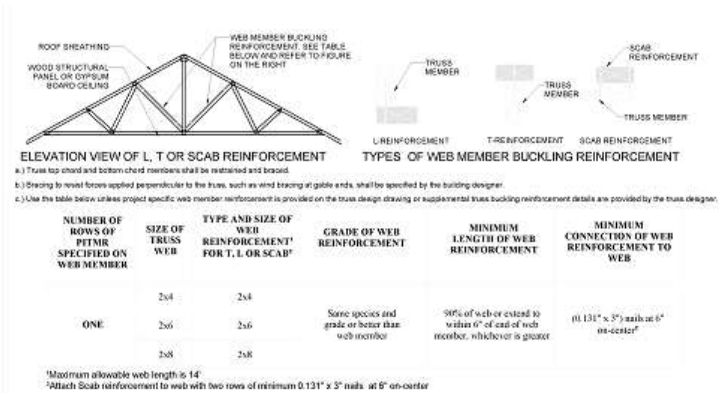 ROOF SHEATHING
WOOD STRUCTURAL
PANEL OR GYPSUM
BOARD CEILING
WEB MEMBER BUCKLING
REINFORCEMENT. SEE TABLE
BELOW AND REFER TO FIGURE
ON THE RIGHT
TRUSS
MEMBER
TRUSS
MEMBER
SCAB
REINFORCEMENT
TRUSS MEMBER
L-REINFORCEMENT
T-REINFORCEMENT
SCAB REINFORCEMENT
ELEVATION VIEW OF L, T OR SCAB REINFORCEMENT
TYPES OF WEB MEMBER BUCKLING REINFORCEMENT
a.) Truss top chord and bottom chord members shall be restrained and braced.
b.) Bracing to resist forces applied perpendicular to the truss, such as wind bracing at gable ends, shall be specified by the building designer.
c.) Use the table below unless project specific web member reinforcement is provided on the truss design drawing or supplemental truss buckling reinforcement details are provided by the truss designer.
NUMBER OF
ROWS OF
PITMR
SPECIFIED ON
WEB MEMBER
SIZE OF
TRUSS
WEB
TYPE AND SIZE OF
WEB
REINFORCEMENT¹
FOR T, L OR SCAB²
GRADE OF WEB
REINFORCEMENT
MINIMUM
LENGTH OF WEB
REINFORCEMENT
MINIMUM
CONNECTION OF WEB
REINFORCEMENT TO
WEB
ONE
2x4
2x4
2x6
2x6
2x8
2x8
Same species and
grade or better than
web member
90% of web or extend to
within 6" of end of web
member, whichever is greater
(0.131" x 3") nails at 6"
on-center²
¹Maximum allowable web length is 14'
²Attach Scab reinforcement to web with two rows of minimum 0.131" x 3" nails at 6" on-center